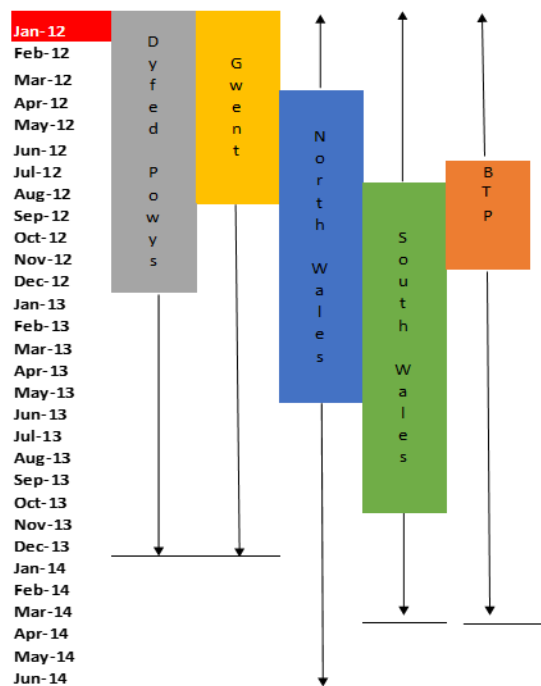 Jan-12
Feb-12
Mar-12
Apr-12
May-12
Jun-12
Jul-12
Aug-12
Sep-12
Oct-12
Nov-12
Dec-12
Jan-13
Feb-13
Mar-13
Apr-13
May-13
Jun-13
Jul-13
Aug-13
Sep-13
Oct-13
Nov-13
Dec-13
Jan-14
Feb-14
Mar-14
Apr-14
May-14
Jun-14
Dyfed Powys
Gwent
North Wales
South Wales
BTP